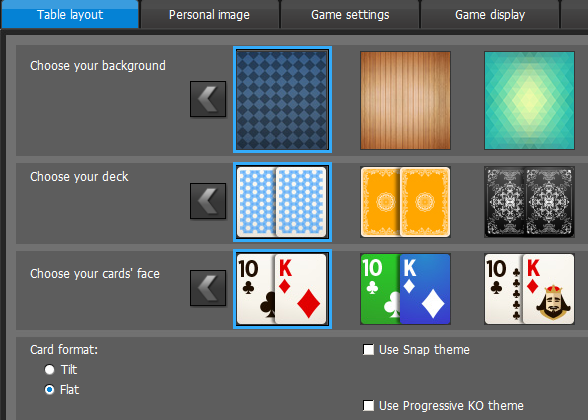 Table layout
Personal image
Game settings
Game display
Choose your background
Choose your deck
Choose your cards' face
10 K
10 K
10 K
Card format:
Tilt
Flat
Use Snap theme
Use Progressive KO theme